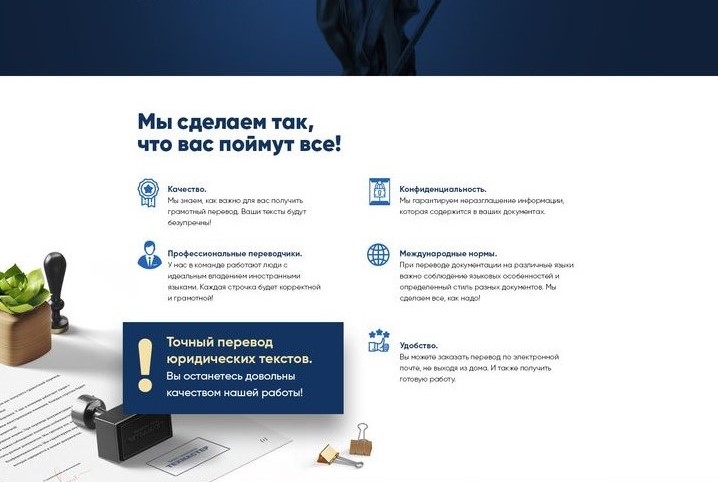 Мы сделаем так,
что вас поймут все!
Качество.
Мы знаем, как важно для вас получить
грамотный перевод. Ваши тексты будут
безупречны!
Конфиденциальность.
Мы гарантируем неразглашение информации,
которая содержится в ваших документах.
Профессиональные переводчики.
У нас в команде работают люди с
идеальным владением иностранными
языками. Каждая строчка будет корректной
и грамотной!
Международные нормы.
При переводе документации на различные языки
важно соблюдение языковых особенностей и
определенный стиль разных документов. Мы
сделаем все, как надо!
Точный перевод
юридических текстов.
Вы останетесь довольны
качеством нашей работы!
Удобство.
Вы можете заказать перевод по электронной
почте, не выходя из дома. И также получить
готовую работу.
ТЕХМАСТЕР